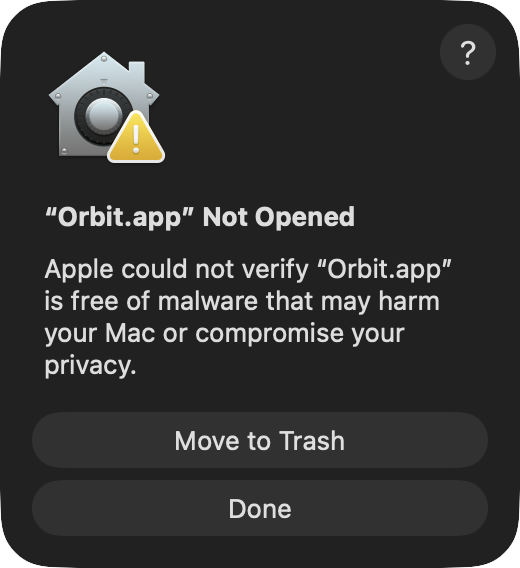 ?
“Orbit.app” Not Opened
Apple could not verify “Orbit.app”
is free of malware that may harm
your Mac or compromise your
privacy.
Move to Trash
Done